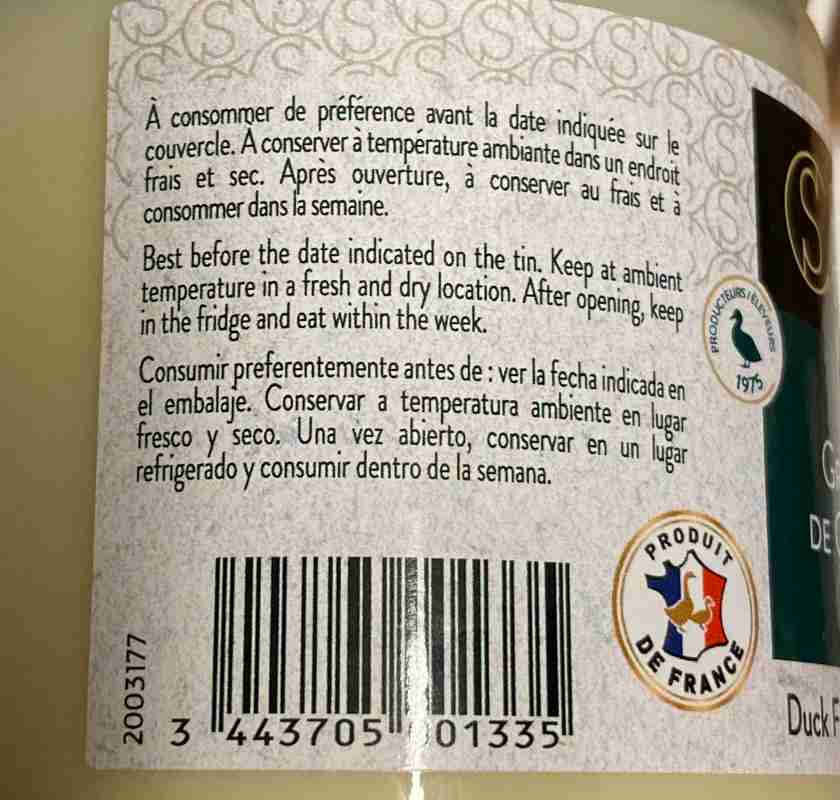 À consommer de préférence avant la date indiquée sur le
couvercle. À conserver à température ambiante dans un endroit
frais et sec. Après ouverture, à conserver au frais et à
consommer dans la semaine.
Best before the date indicated on the tin. Keep at ambient
temperature in a fresh and dry location. After opening, keep
in the fridge and eat within the week.
Consumir preferentemente antes de : ver la fecha indicada en
el embalaje. Conservar a temperatura ambiente en lugar
fresco y seco. Una vez abierto, conservar en un lugar
refrigerado y consumir dentro de la semana.
PRODUCTEURS / ÉLEVEURS
1975
PRODUIT
DE FRANCE
2003177
3 443705 01335
DE
Duck